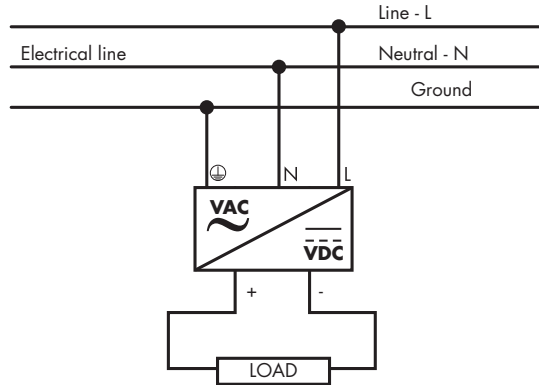 Line - L
Electrical line
Neutral - N
Ground
N
L
VAC
VDC
+
-
LOAD